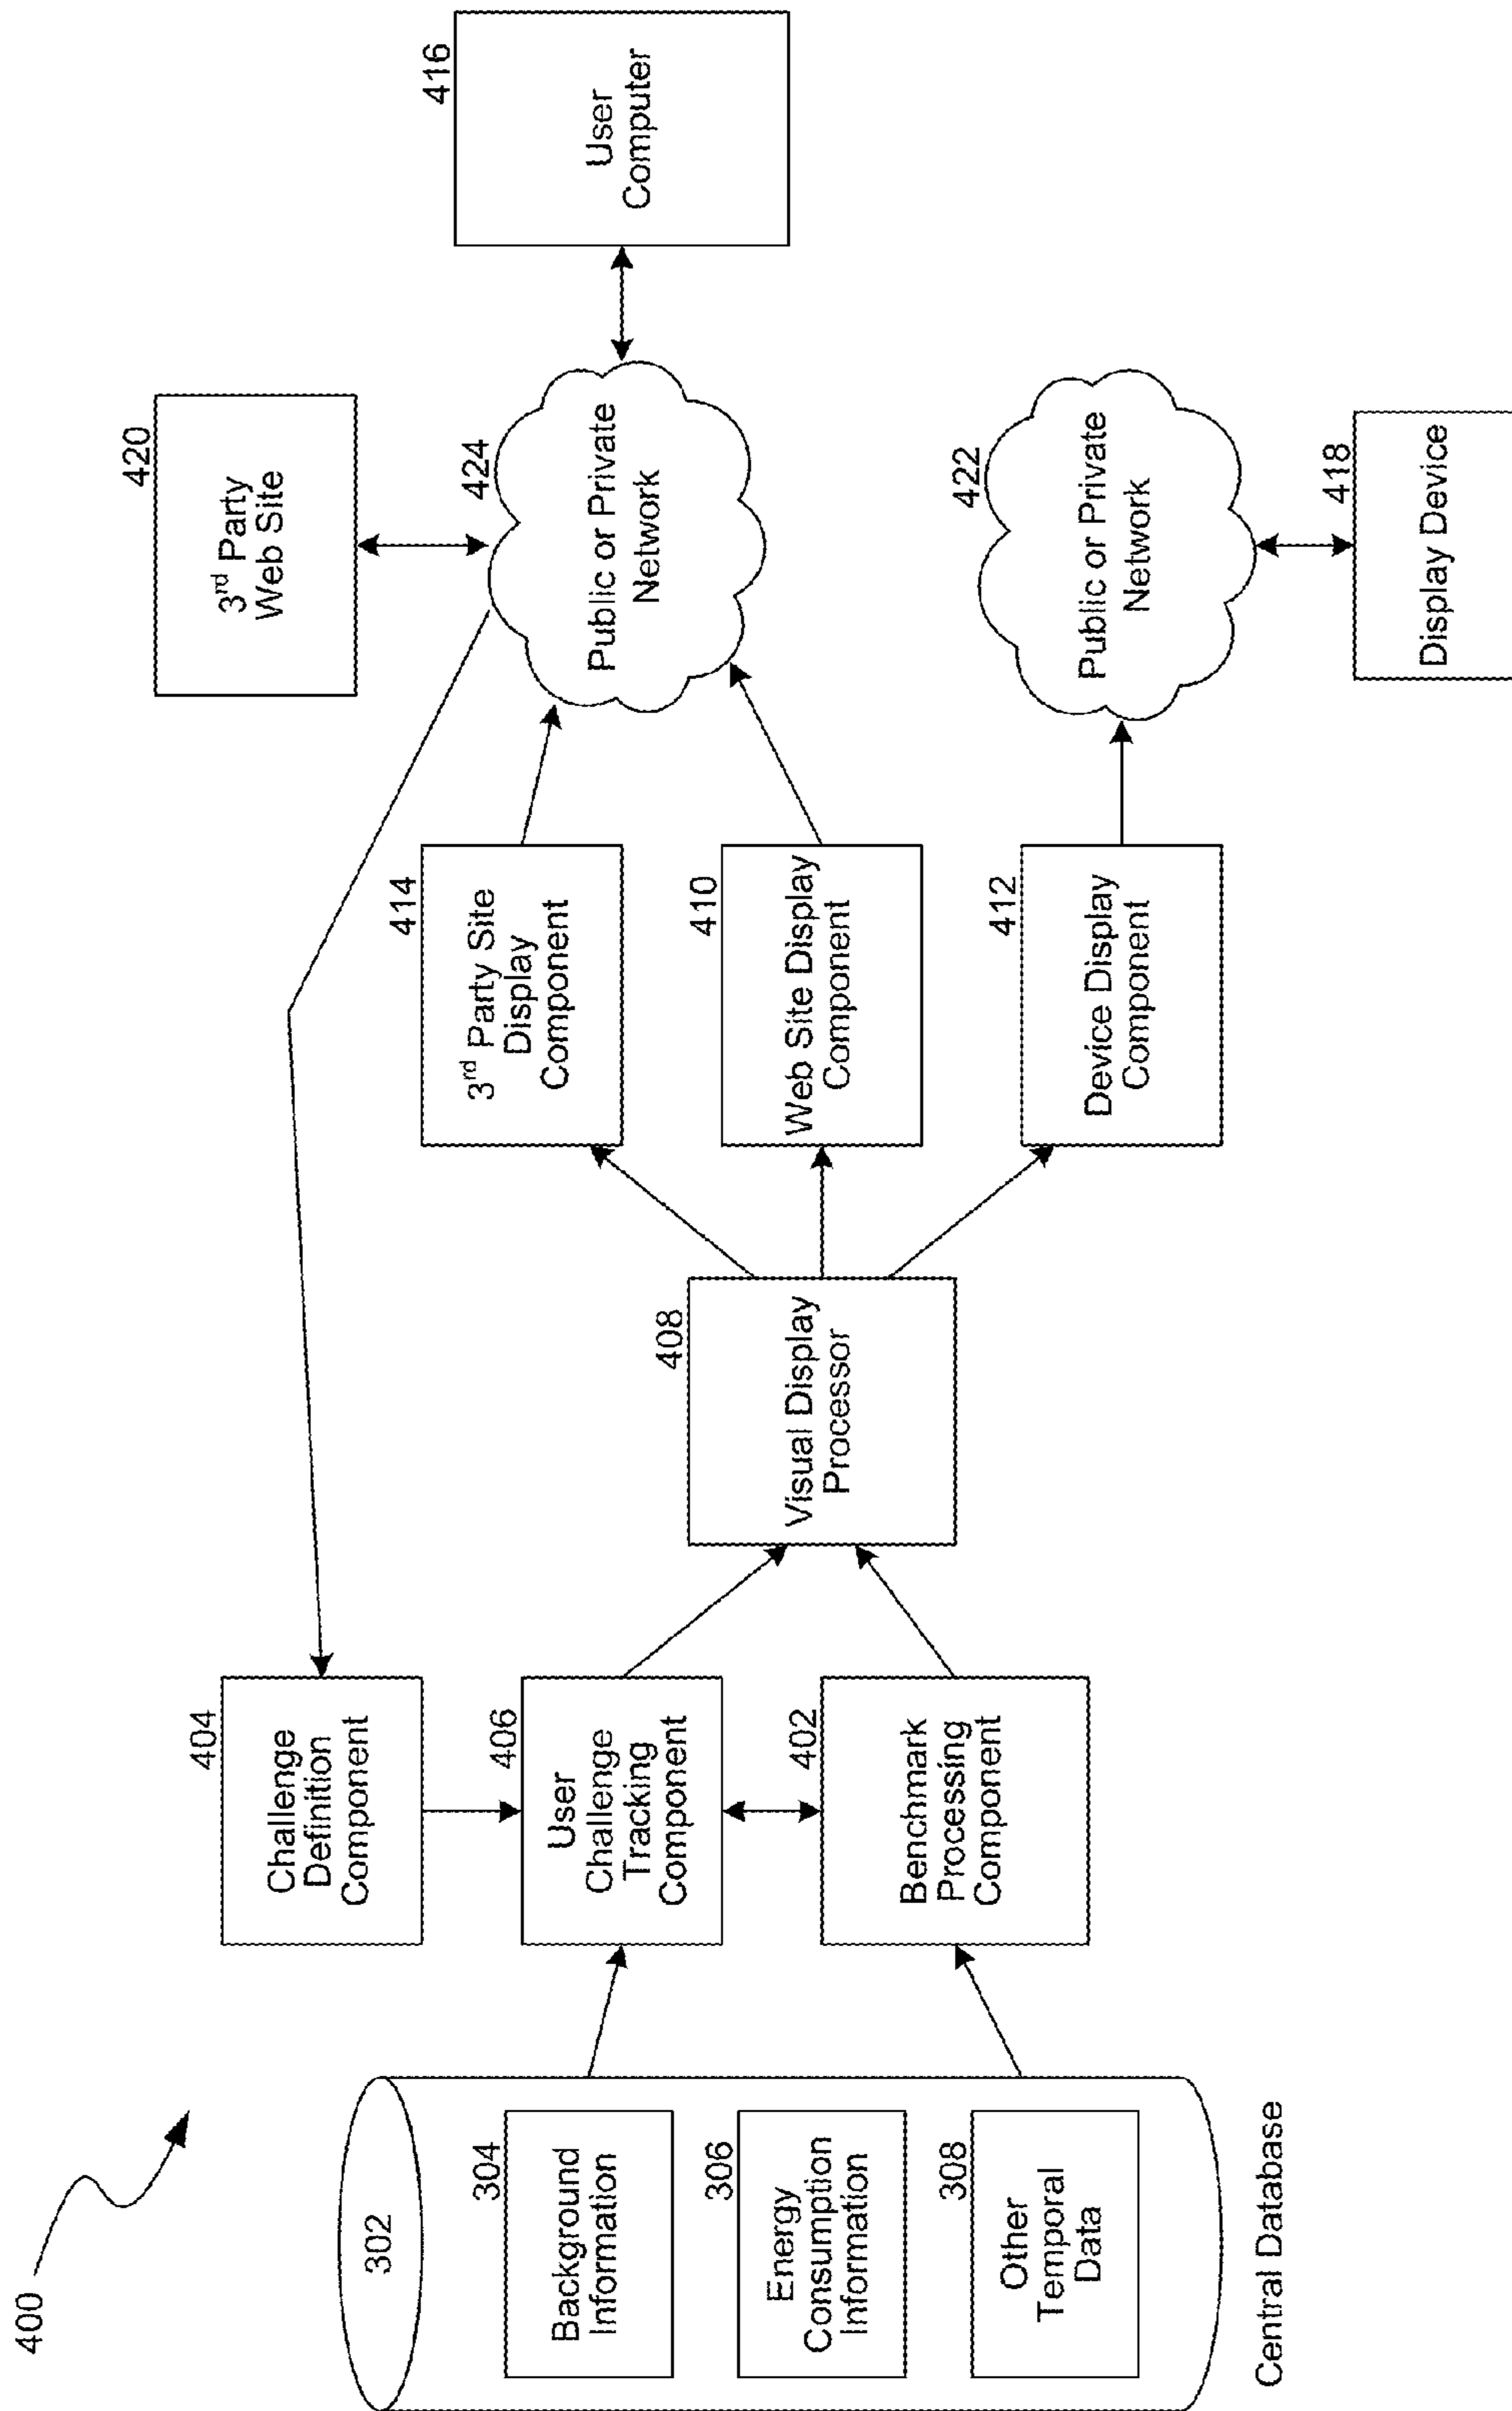 400
302
304
Background
Information
306
Energy
Consumption
Information
308
Other
Temporal
Data
Central Database
404
Challenge
Definition
Component
406
User
Challenge
Tracking
Component
402
Benchmark
Processing
Component
408
Visual Display
Processor
414
3rd Party Site
Display
Component
410
Web Site Display
Component
412
Device Display
Component
420
3rd Party
Web Site
424
Public or Private
Network
422
Public or Private
Network
416
User
Computer
418
Display Device